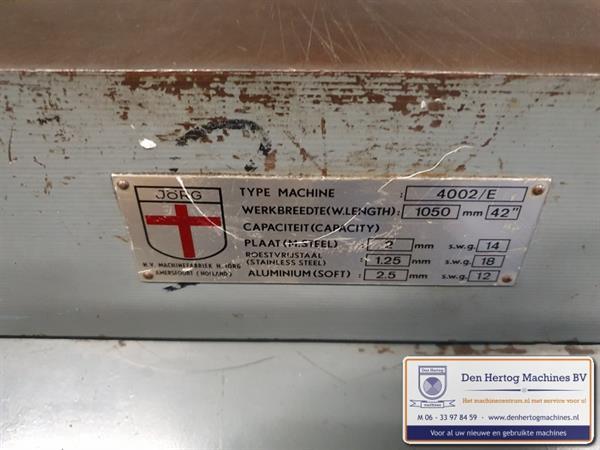 JÖRG
N.V. MACHINEFABRIEK H. JÖRG
AMERSFOORT (HOLLAND)
TYPE MACHINE : 4002/E
WERKBREEDTE(W.LENGTH): 1050 mm 42"
CAPACITEIT(CAPACITY)
PLAAT(M.STEEL) : 2 mm s.w.g. 14
ROESTVRIJSTAAL
(STAINLESS STEEL) : 1.25 mm s.w.g. 18
ALUMINIUM(SOFT) : 2.5 mm s.w.g. 12
Den Hertog
machines
Den Hertog Machines BV
Het machinecentrum.nl met service voor u!
M 06 - 33 97 84 59 - www.denhertogmachines.nl
Voor al uw nieuwe en gebruikte machines